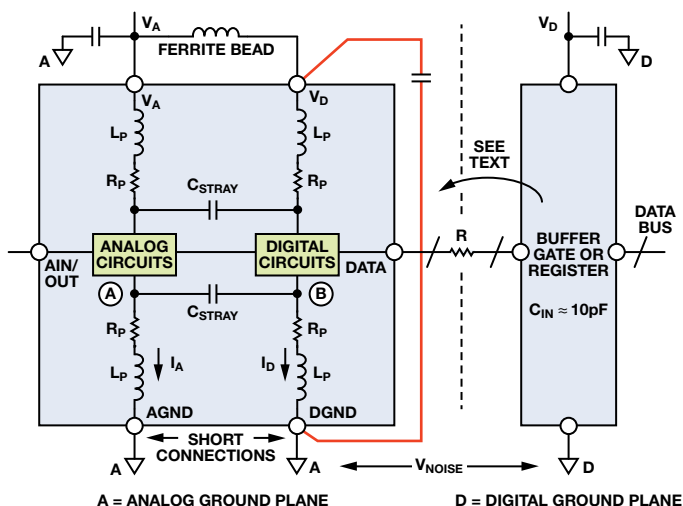 VA
VD
A
FERRITE BEAD
D
VA
VD
LP
LP
SEE
TEXT
RP
CSTRAY
RP
R
DATA
BUS
ANALOG
CIRCUITS
DIGITAL
CIRCUITS
DATA
BUFFER
GATE OR
REGISTER
AIN/
OUT
A
B
CIN ≈ 10pF
CSTRAY
RP
RP
IA
ID
LP
LP
AGND
DGND
SHORT
CONNECTIONS
A
A
VNOISE
D
A = ANALOG GROUND PLANE
D = DIGITAL GROUND PLANE